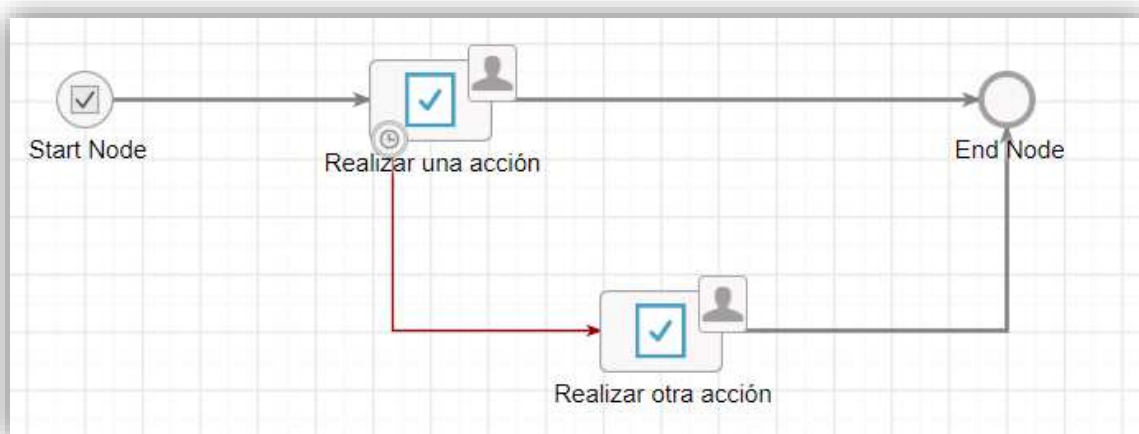 Start Node
Realizar una acción
End Node
Realizar otra acción